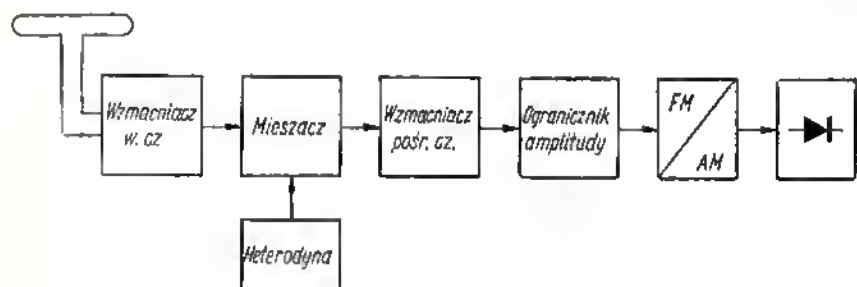 Wzmacniacz
w. cz
Mieszacz
Wzmacniacz
pośr. cz.
Ogranicznik
amplitudy
FM
AM
Heterodyna